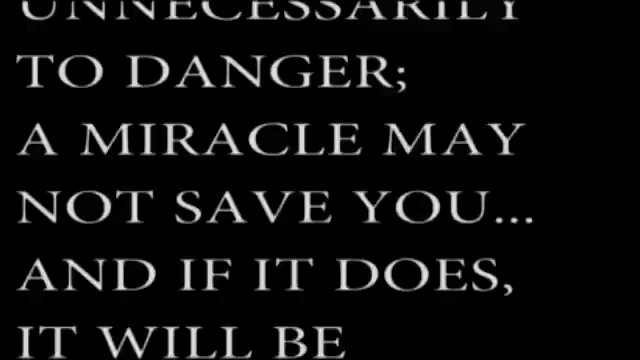 UNNECESSARILY
TO DANGER;
A MIRACLE MAY
NOT SAVE YOU...
AND IF IT DOES,
IT WILL BE